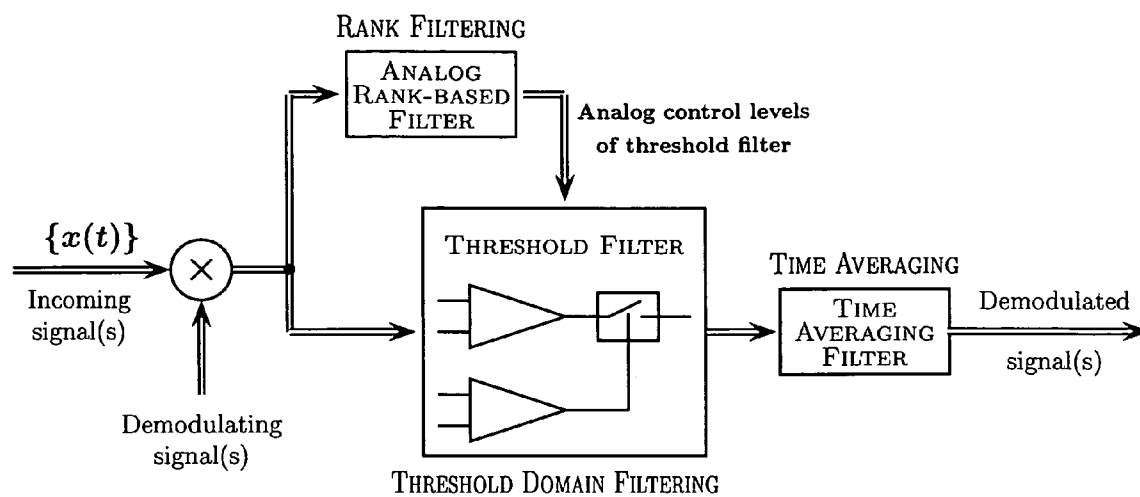 RANK FILTERING
ANALOG
RANK-BASED
FILTER
Analog control levels
of threshold filter
{x(t)}
×
Incoming
signal(s)
Demodulating
signal(s)
THRESHOLD FILTER
THRESHOLD DOMAIN FILTERING
TIME AVERAGING
TIME
AVERAGING
FILTER
Demodulated
signal(s)